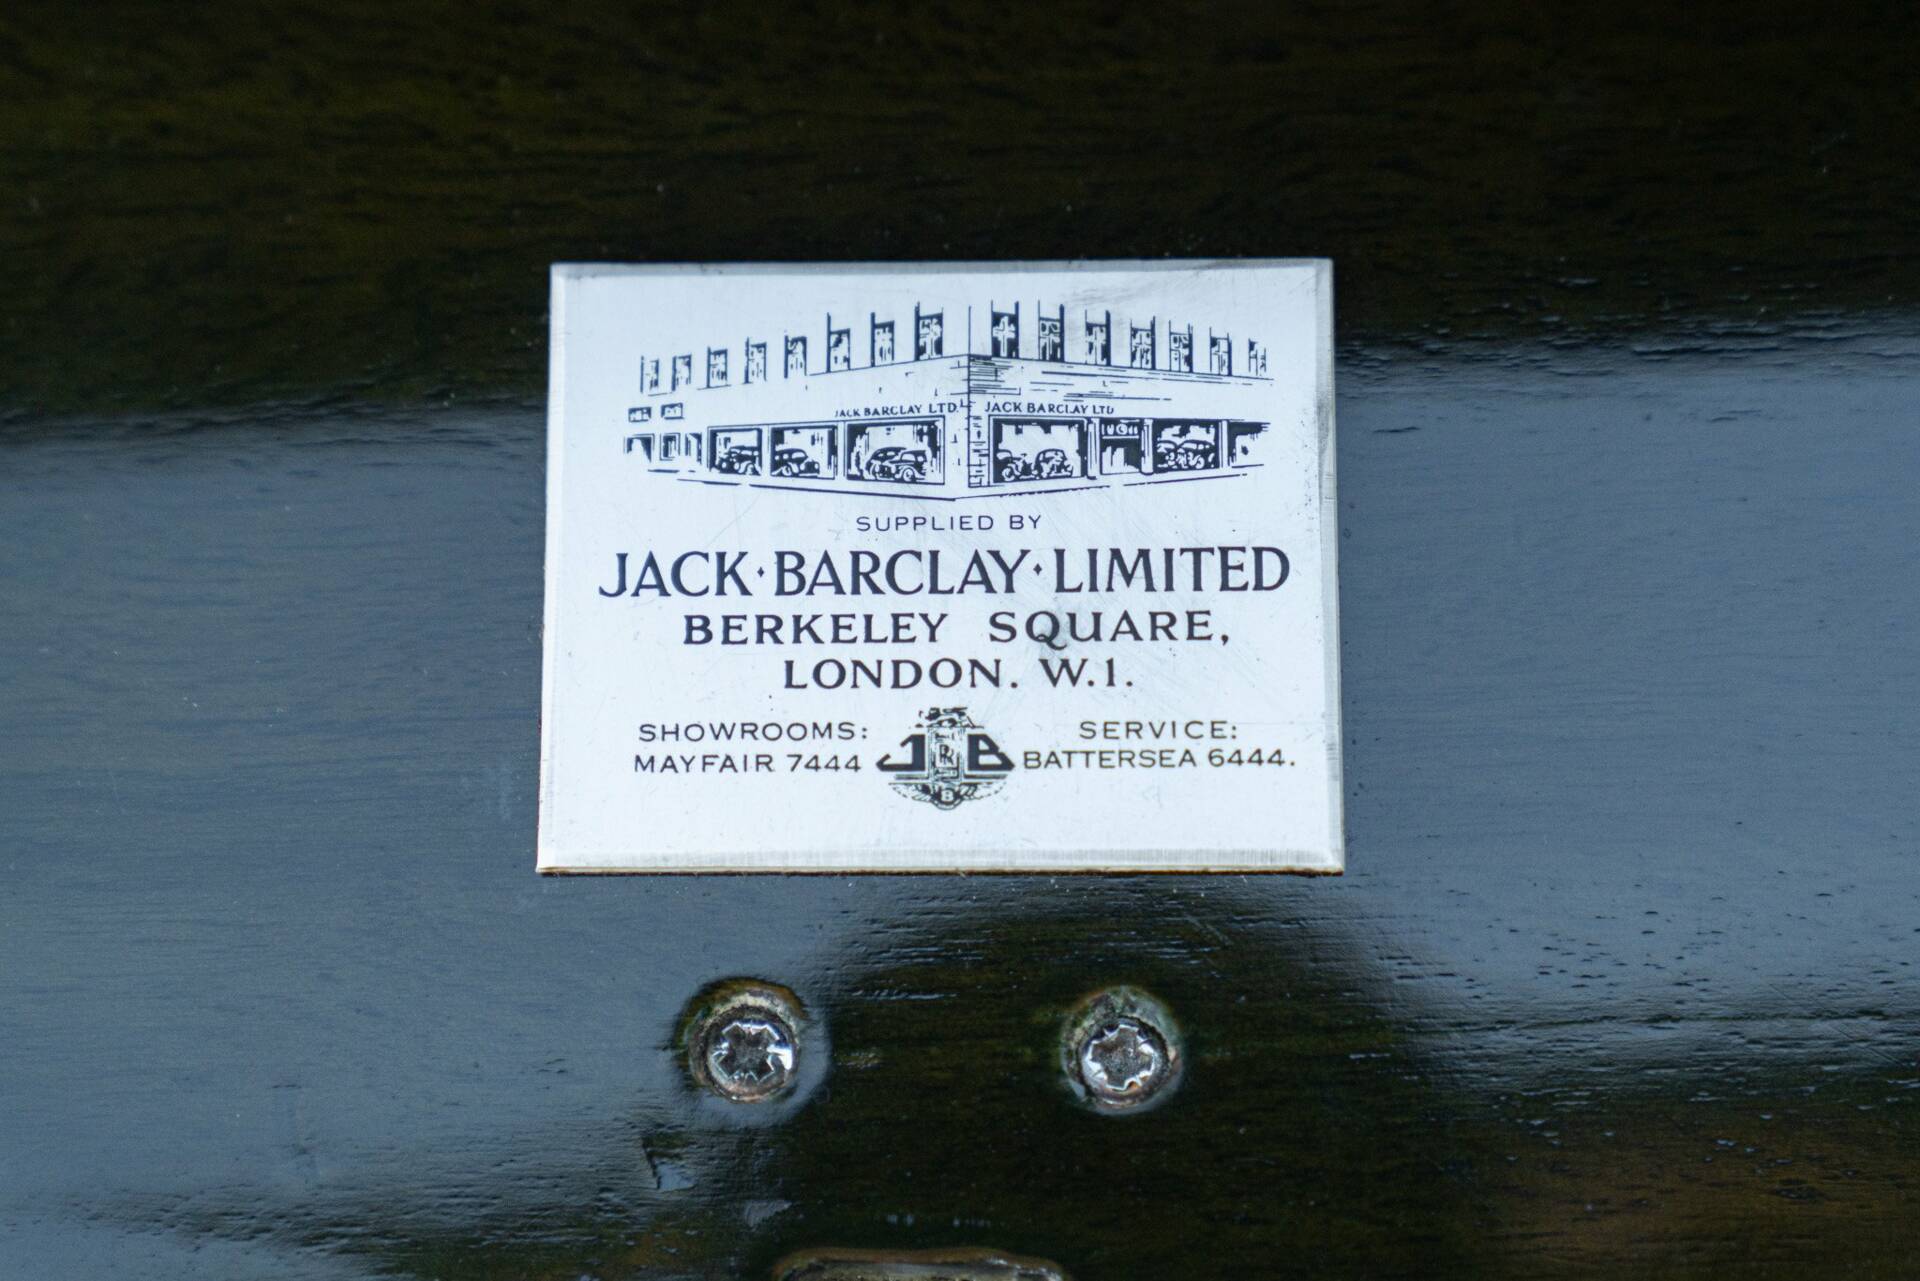 JACK BARCLAY LTD. JACK BARCLAY LTD
SUPPLIED BY
JACK·BARCLAY·LIMITED
BERKELEY SQUARE,
LONDON. W.1.
SHOWROOMS:
MAYFAIR 7444
J RR B
B
SERVICE:
BATTERSEA 6444.